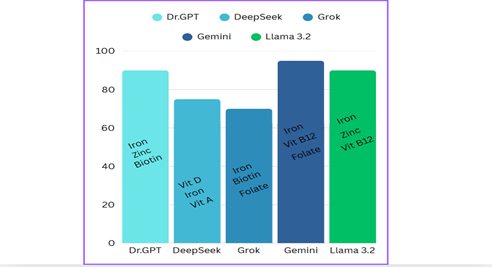 Dr.GPT DeepSeek Grok
Gemini Llama 3.2
100
80
60
40
20
0
Iron
Zinc
Biotin
Vit D
Iron
Vit A
Iron
Biotin
Folate
Iron
Vit B12
Folate
Iron
Zinc
Vit B12
Dr.GPT DeepSeek Grok Gemini Llama 3.2